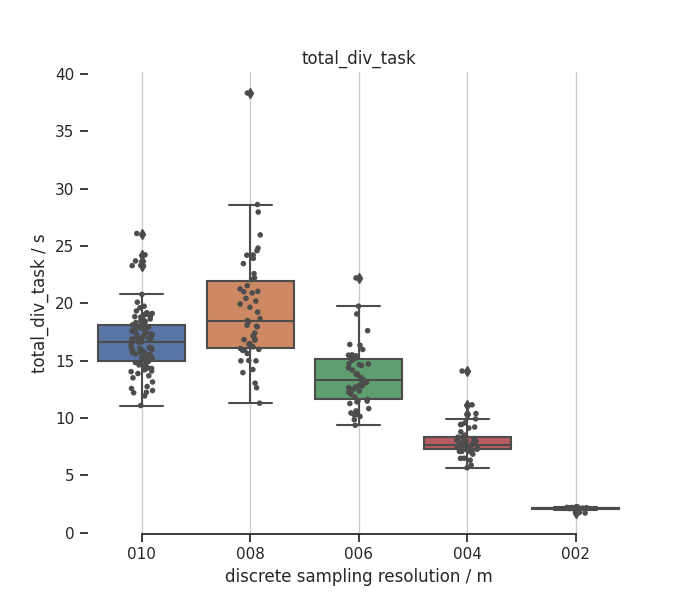 total_div_task
40
35
30
25
20
15
10
5
0
total_div_task / s
010 008 006 004 002
discrete sampling resolution / m